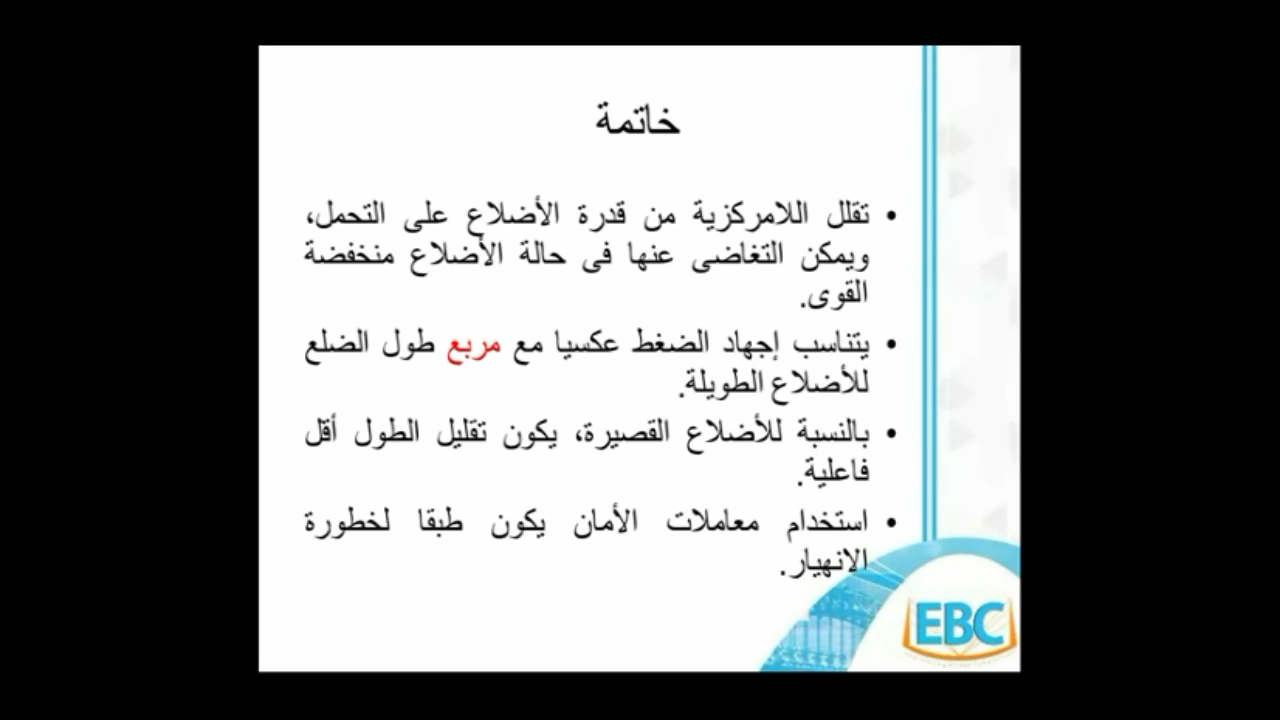 خاتمة
• تقلل اللامركزية من قدرة الأضلاع على التحمل،
ويمكن التغاضى عنها فى حالة الأضلاع منخفضة
القوى.
• يتناسب إجهاد الضغط عكسيا مع مربع طول الضلع
للأضلاع الطويلة.
• بالنسبة للأضلاع القصيرة، يكون تقليل الطول أقل
فاعلية.
• استخدام معاملات الأمان يكون طبقا لخطورة
الانهيار.
EBC